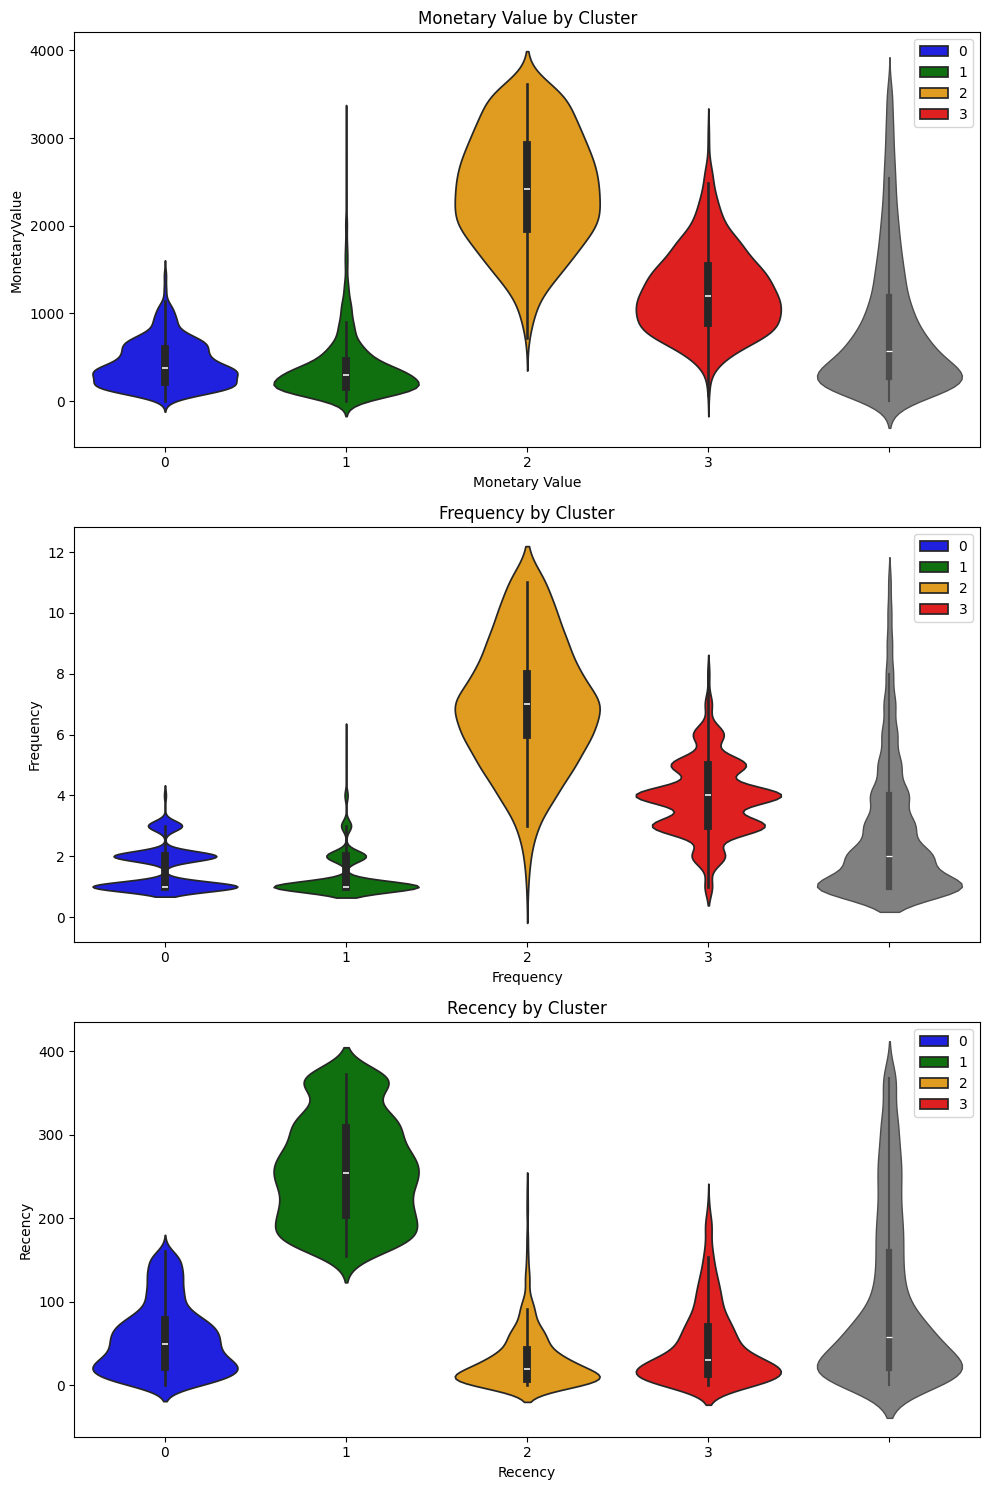 Monetary Value by Cluster
4000
3000
2000
1000
0
MonetaryValue
0
1
2
3
0 1 2 3
Monetary Value
Frequency by Cluster
12
10
8
6
4
2
0
Frequency
0
1
2
3
0 1 2 3
Frequency
Recency by Cluster
400
300
200
100
0
Recency
0
1
2
3
0 1 2 3
Recency